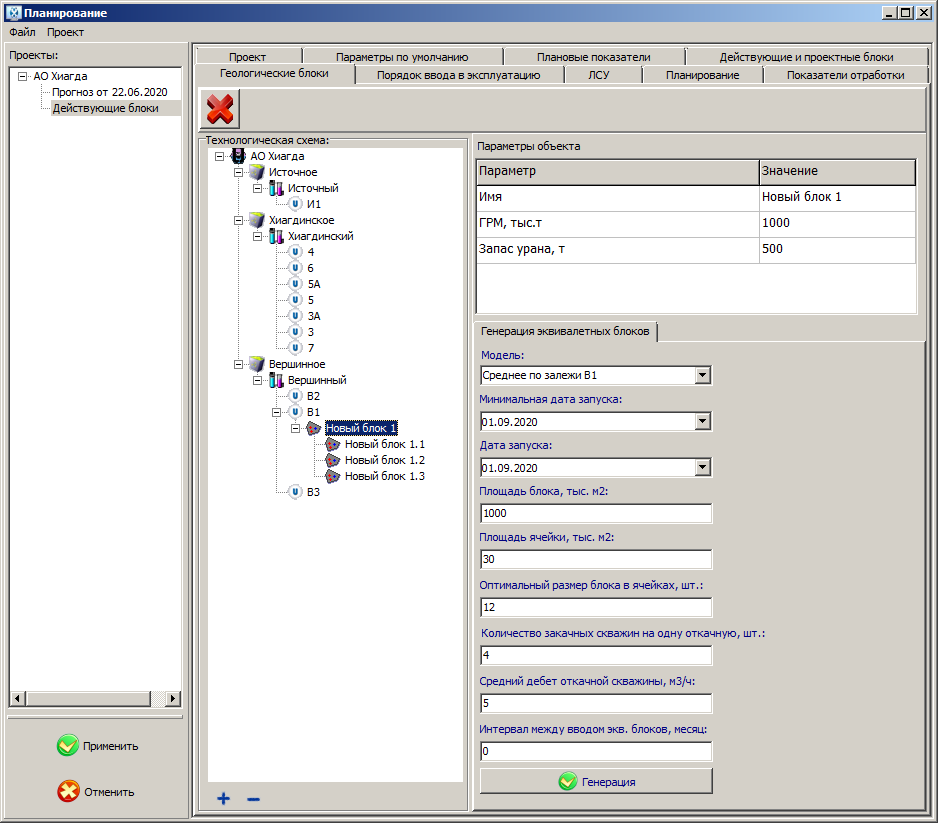 Планирование
Файл Проект
Проекты:
АО Хиагда
Прогноз от 22.06.2020
Действующие блоки
Применить
Отменить
Проект Параметры по умолчанию Плановые показатели Действующие и проектные блоки
Геологические блоки Порядок ввода в эксплуатацию ЛСУ Планирование Показатели отработки
Технологическая схема:
АО Хиагда
Источное
Источный
И1
Хиагдинское
Хиагдинский
4
6
5А
5
3А
3
7
Вершинное
Вершинный
В2
В1
Новый блок 1
Новый блок 1.1
Новый блок 1.2
Новый блок 1.3
В3
Параметры объекта
Параметр Значение
Имя Новый блок 1
ГРМ, тыс.т 1000
Запас урана, т 500
Генерация эквивалетных блоков
Модель:
Среднее по залежи В1
Минимальная дата запуска:
01.09.2020
Дата запуска:
01.09.2020
Площадь блока, тыс. м2:
1000
Площадь ячейки, тыс. м2:
30
Оптимальный размер блока в ячейках, шт.:
12
Количество закачных скважин на одну откачную, шт.:
4
Средний дебет откачной скважины, м3/ч:
5
Интервал между вводом экв. блоков, месяц:
0
Генерация